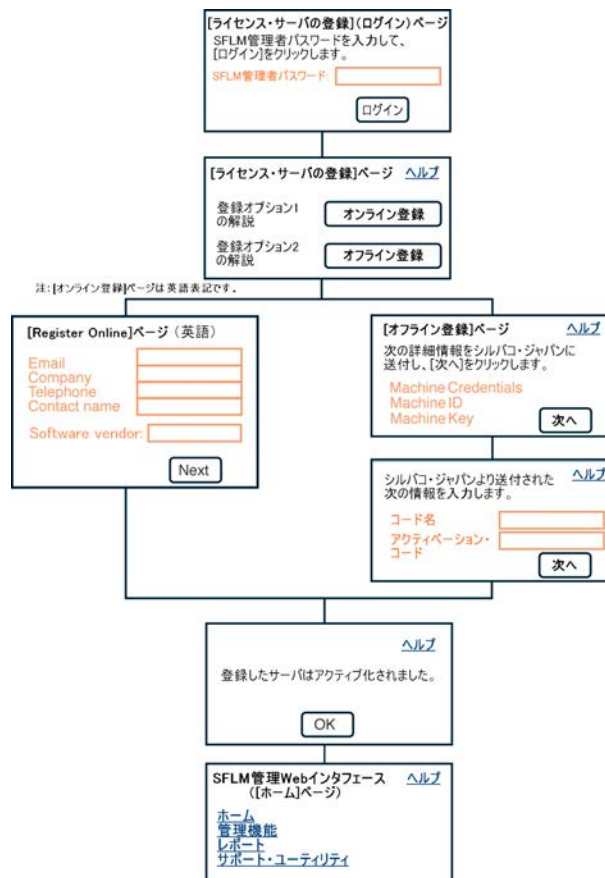 [ライセンス・サーバの登録](ログイン)ページ
SFLM管理者パスワードを入力して、
[ログイン]をクリックします。
SFLM管理者パスワード:
ログイン
[ライセンス・サーバの登録]ページ ヘルプ
登録オプション1
の解説
オンライン登録
登録オプション2
の解説
オフライン登録
注:[オンライン登録]ページは英語表記です。
[Register Online]ページ(英語)
Email
Company
Telephone
Contact name
Software vendor:
Next
[オフライン登録]ページ ヘルプ
次の詳細情報をシルバコ・ジャパンに
送付し、[次へ]をクリックします。
Machine Credentials
Machine ID
Machine Key
次へ
シルバコ・ジャパンより送付された ヘルプ
次の情報を入力します。
コード名
アクティベーション・
コード
次へ
ヘルプ
登録したサーバはアクティブ化されました。
OK
SFLM管理Webインタフェース ヘルプ
([ホーム]ページ)
ホーム
管理機能
レポート
サポート・ユーティリティ